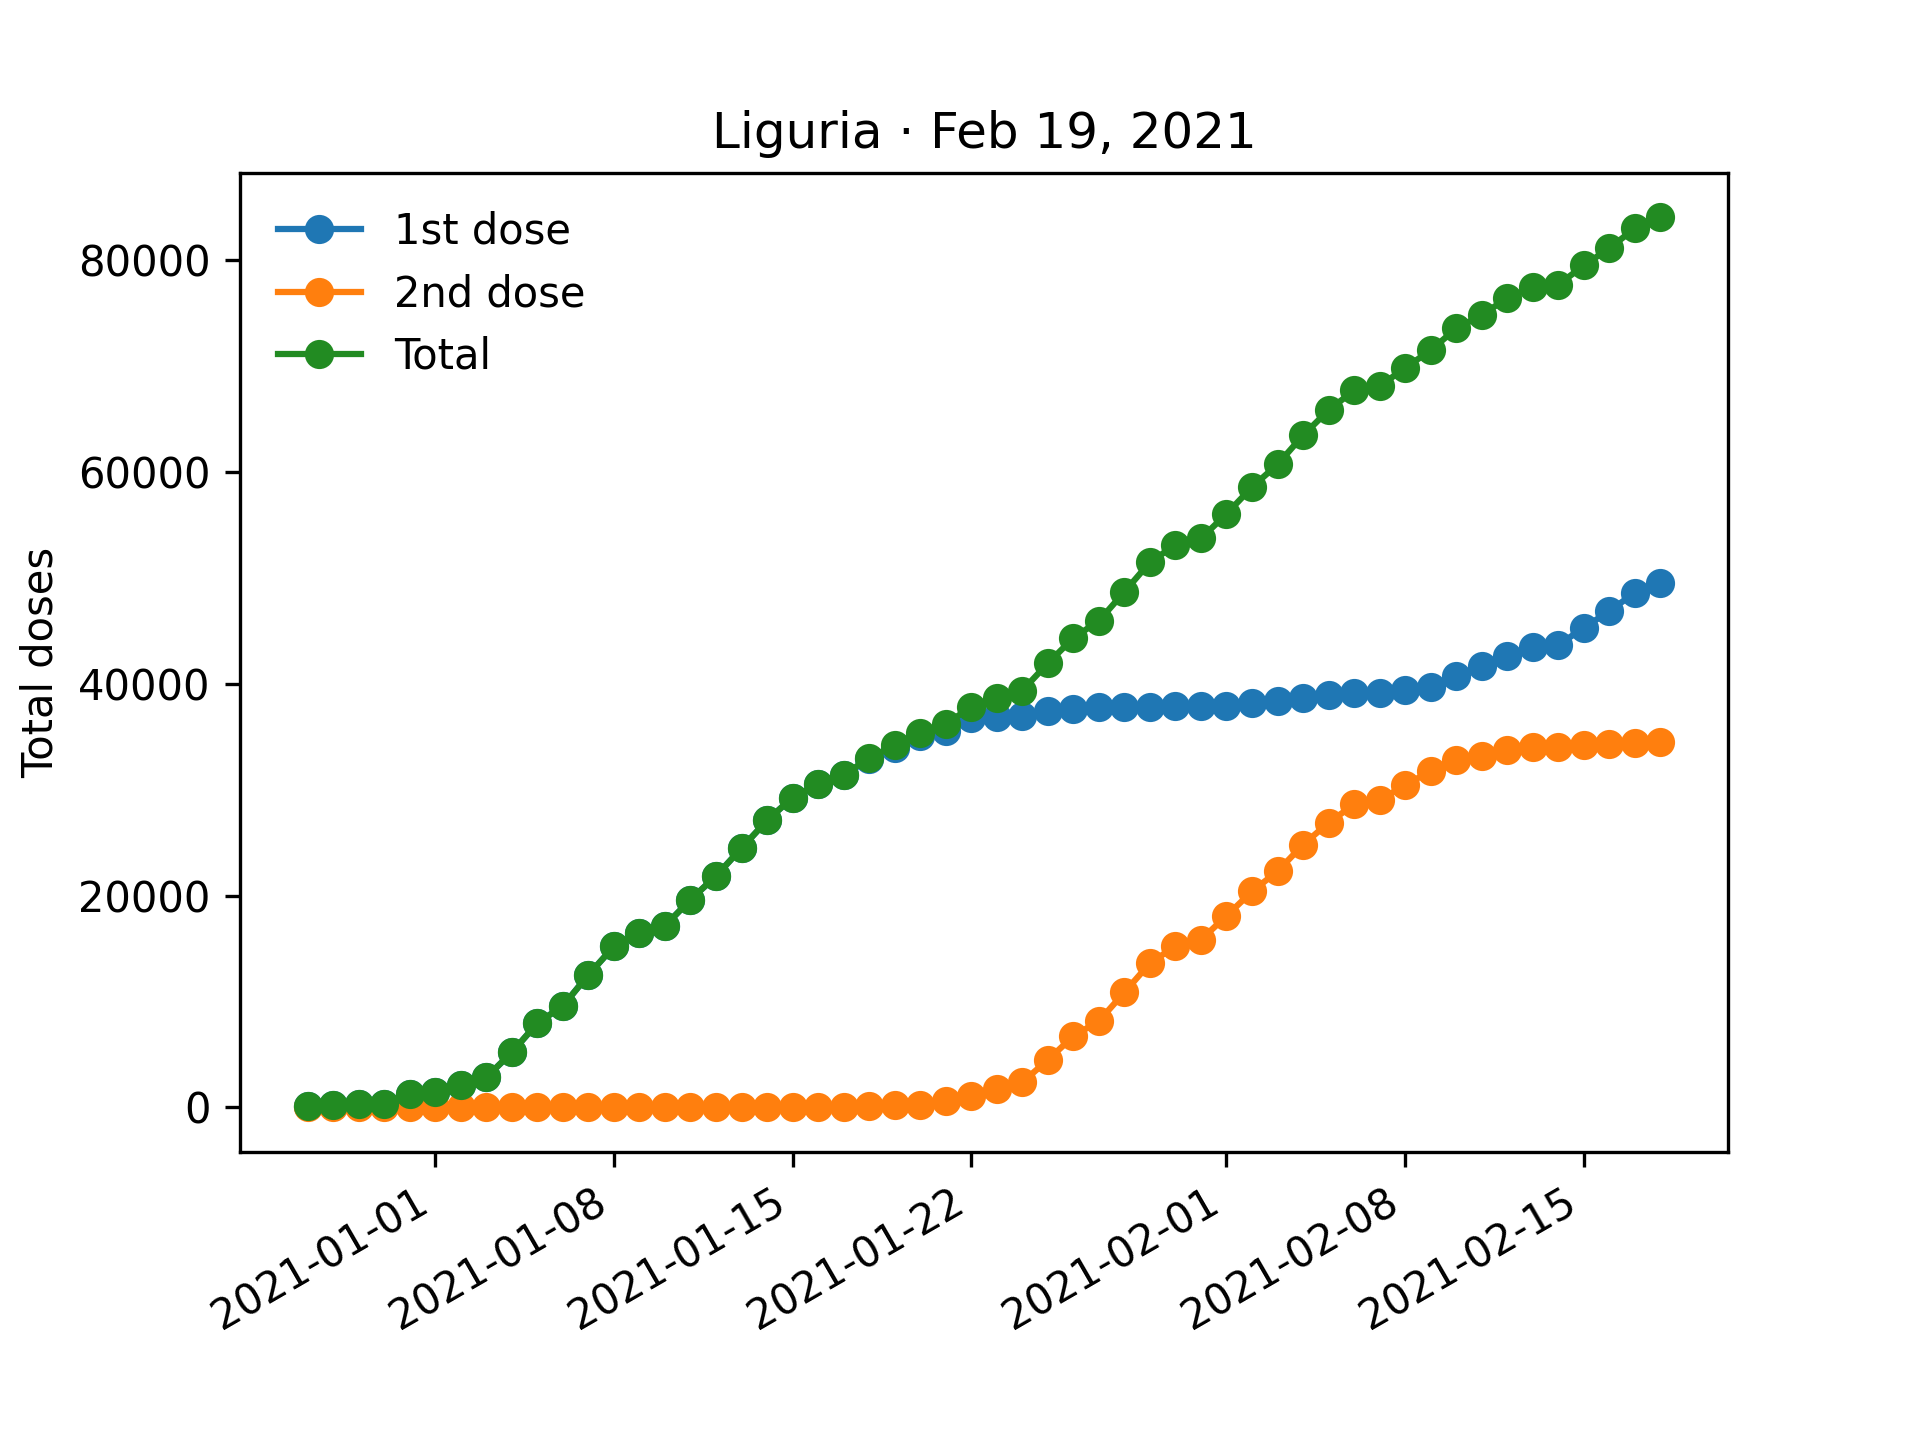 Liguria · Feb 19, 2021
1st dose
2nd dose
Total
Total doses
80000
60000
40000
20000
0
2021-01-01
2021-01-08
2021-01-15
2021-01-22
2021-02-01
2021-02-08
2021-02-15